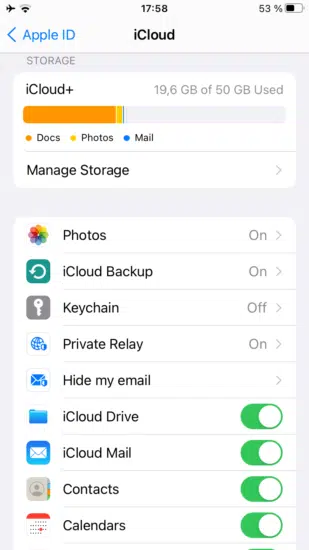 17:58
53 %
Apple ID
iCloud
STORAGE
iCloud+ 19,6 GB of 50 GB Used
Docs Photos Mail
Manage Storage
Photos On
iCloud Backup On
Keychain Off
Private Relay On
Hide my email
iCloud Drive
iCloud Mail
Contacts
Calendars